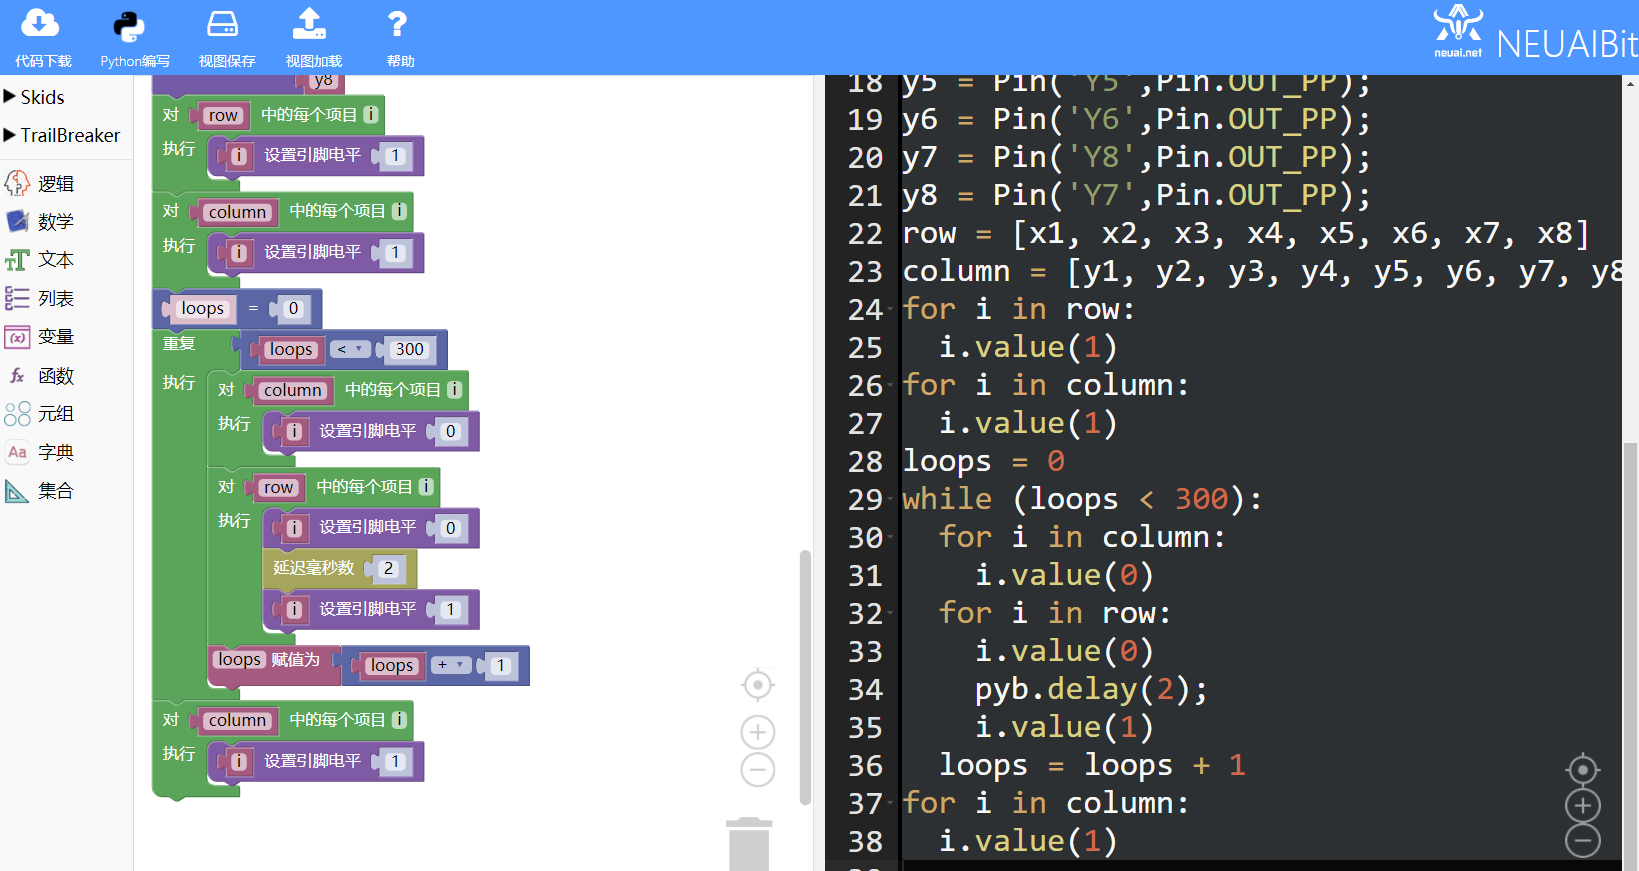 代码下载 Python编写 视图保存 视图加载 帮助
neuai.net NEUAIBit
Skids
TrailBreaker
逻辑
数学
文本
列表
变量
函数
元组
字典
集合
y8
对 row 中的每个项目 i
执行 i 设置引脚电平 1
对 column 中的每个项目 i
执行 i 设置引脚电平 1
loops = 0
重复 loops < 300
执行 对 column 中的每个项目 i
执行 i 设置引脚电平 0
对 row 中的每个项目 i
执行 i 设置引脚电平 0
延迟毫秒数 2
i 设置引脚电平 1
loops 赋值为 loops + 1
对 column 中的每个项目 i
执行 i 设置引脚电平 1
18 y5 = Pin('Y5',Pin.OUT_PP);
19 y6 = Pin('Y6',Pin.OUT_PP);
20 y7 = Pin('Y8',Pin.OUT_PP);
21 y8 = Pin('Y7',Pin.OUT_PP);
22 row = [x1, x2, x3, x4, x5, x6, x7, x8]
23 column = [y1, y2, y3, y4, y5, y6, y7, y8
24 for i in row:
25 i.value(1)
26 for i in column:
27 i.value(1)
28 loops = 0
29 while (loops < 300):
30 for i in column:
31 i.value(0)
32 for i in row:
33 i.value(0)
34 pyb.delay(2);
35 i.value(1)
36 loops = loops + 1
37 for i in column:
38 i.value(1)